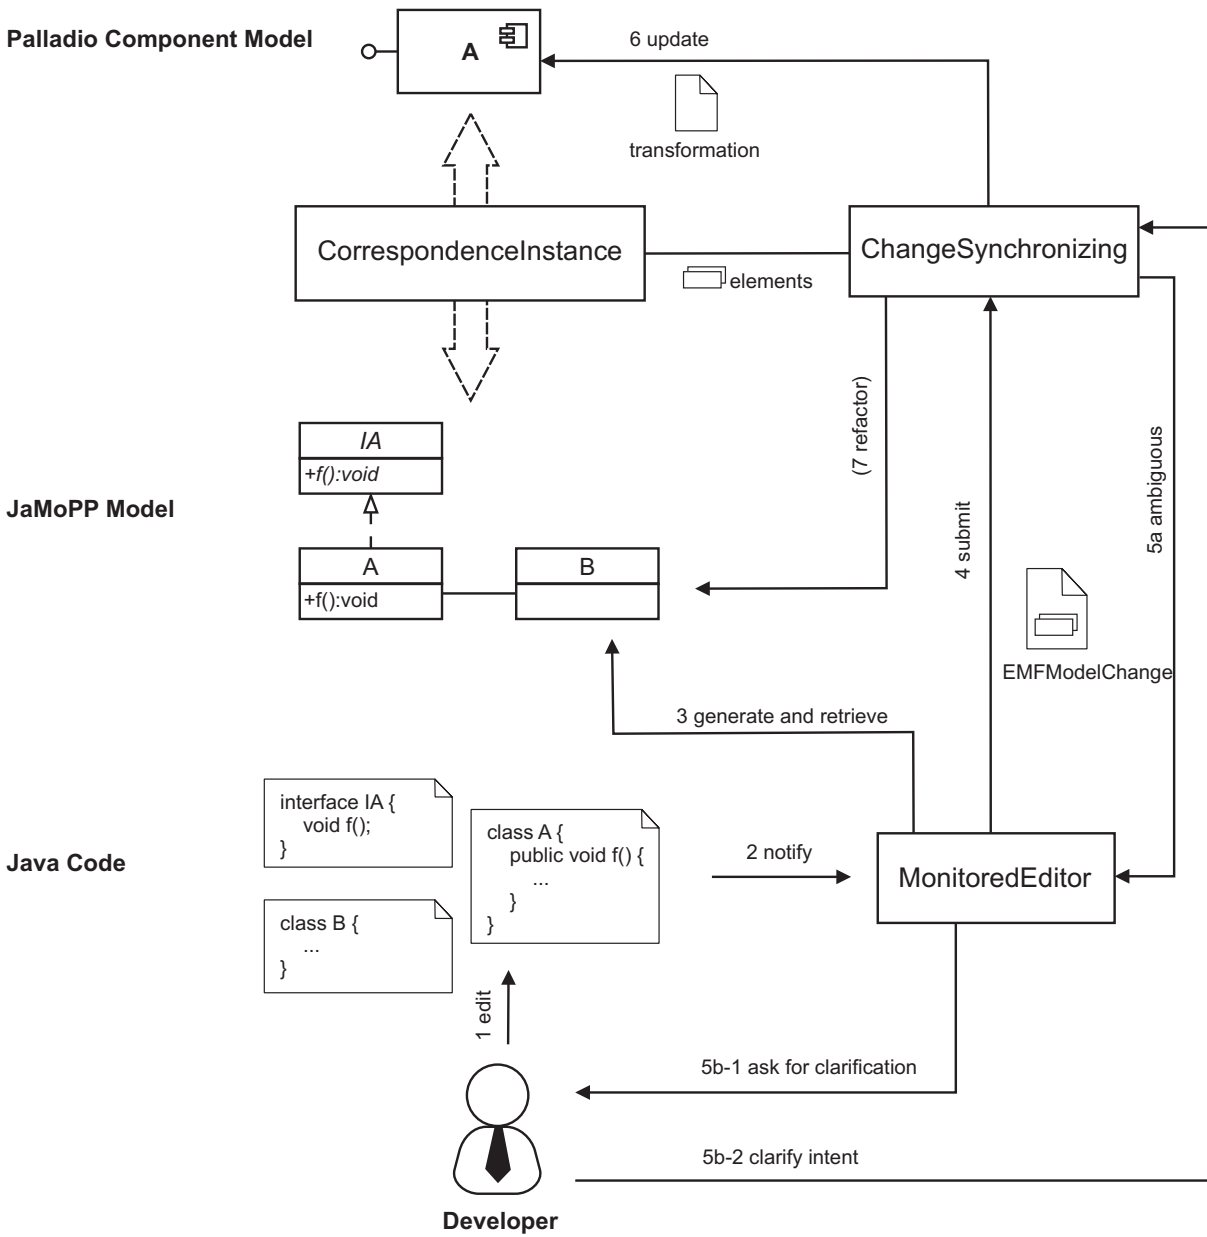 Palladio Component Model
A
6 update
transformation
CorrespondenceInstance
ChangeSynchronizing
elements
(7 refactor)
4 submit
5a ambiguous
IA
+f():void
JaMoPP Model
A
+f():void
B
EMFModelChange
3 generate and retrieve
Java Code
interface IA {
void f();
}
class A {
public void f() {
...
}
}
class B {
...
}
2 notify
MonitoredEditor
1 edit
5b-1 ask for clarification
5b-2 clarify intent
Developer